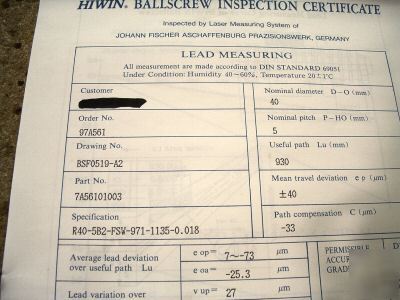 HIWIN® BALLSCREW INSPECTION CERTIFICATE
Inspected by Laser Measuring System of
JOHANN FISCHER ASCHAFFENBURG PRAZISIONSWERK, GERMANY
LEAD MEASURING
All measurement are made according to DIN STANDARD 69051
Under Condition: Humidity 40~60%, Temperature 20±1°C
Customer
Nominal diameter D-O (mm)
40
Order No.
97A561
Nominal pitch P-HO (mm)
5
Drawing No.
BSF0519-A2
Useful path Lu (mm)
930
Part No.
7A56101003
Mean travel deviation e p (μm)
±40
Specification
R40-5B2-FSW-971-1135-0.018
Path compensation C (μm)
-33
Average lead deviation
over useful path Lu
e op= 7~-73 μm
e oa= -25.3 μm
PERMISSIBLE
ACCUR
GRAD
D
Lead variation over
v up= 27 μm